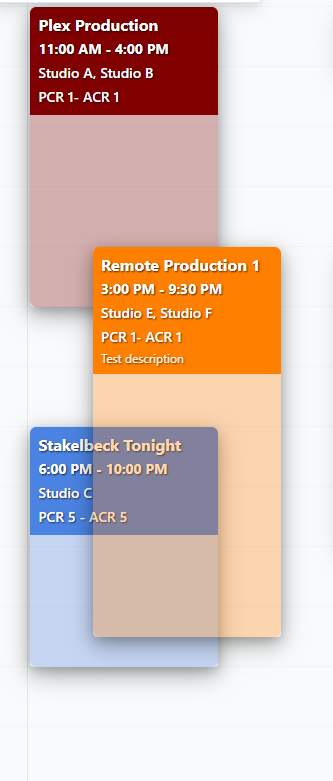 Plex Production
11:00 AM - 4:00 PM
Studio A, Studio B
PCR 1- ACR 1
Remote Production 1
3:00 PM - 9:30 PM
Studio E, Studio F
PCR 1- ACR 1
Test description
Stakelbeck Tonight
6:00 PM - 10:00 PM
Studio C
PCR 5 - ACR 5